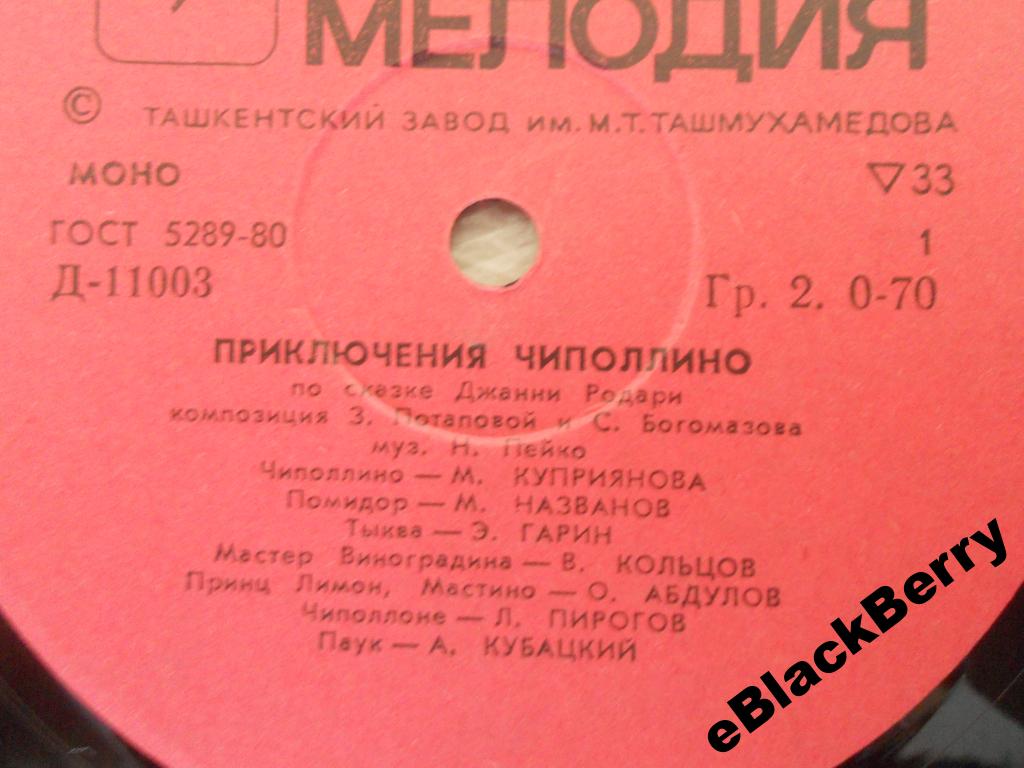 МЕЛОДИЯ
© ТАШКЕНТСКИЙ ЗАВОД ИМ. М.Т.ТАШМУХАМЕДОВА
МОНО ▽33
ГОСТ 5289-80 1
Д-11003 Гр. 2. 0-70
ПРИКЛЮЧЕНИЯ ЧИПОЛЛИНО
по сказке Джанни Родари
композиция З. Потаповой и С. Богомазова
муз. Н. Пейко
Чиполлино — М. КУПРИЯНОВА
Помидор — М. НАЗВАНОВ
Тыква — Э. ГАРИН
Мастер Виноградина — В. КОЛЬЦОВ
Принц Лимон, Мастино — О. АБДУЛОВ
Чиполлоне — Л. ПИРОГОВ
Паук — А. КУБАЦКИЙ
eBlackBerry